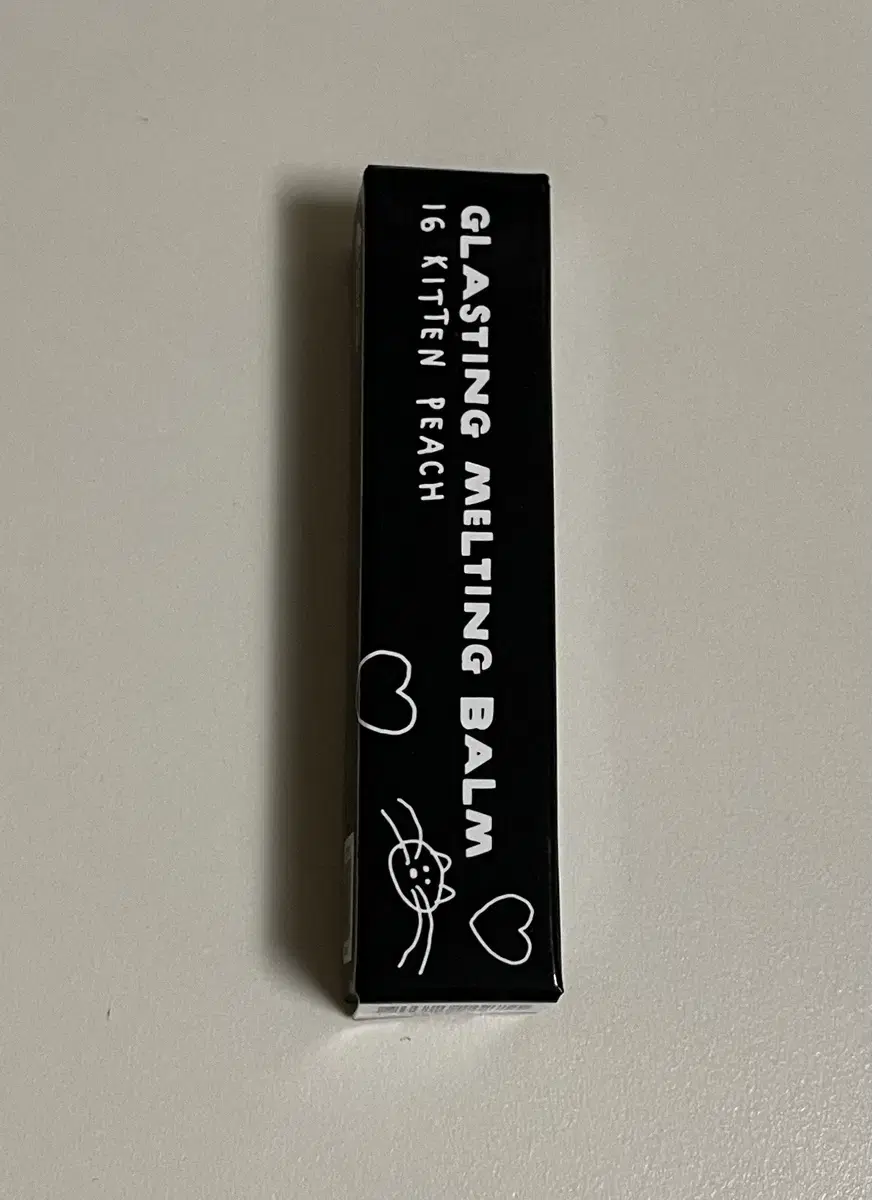 GLASTING MELTING BALM
16 KITTEN PEACH